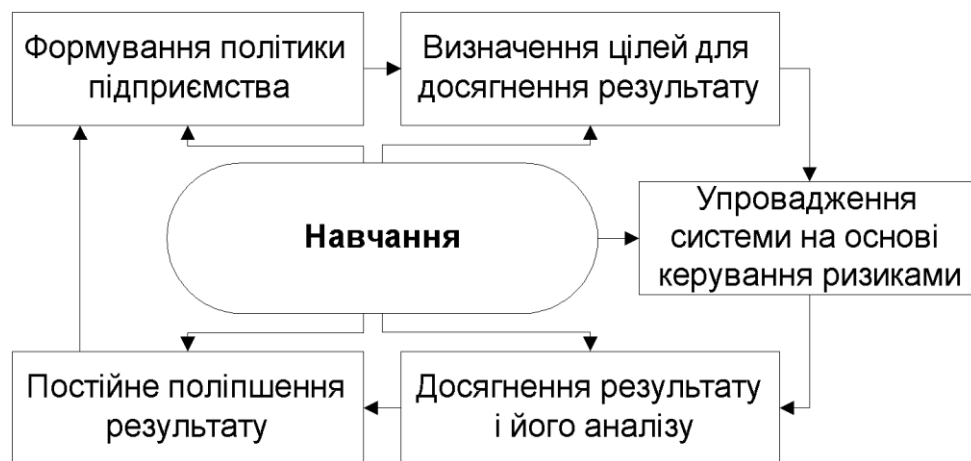 Формування політики
підприємства
Визначення цілей для
досягнення результату
Навчання
Упровадження
системи на основі
керування ризиками
Постійне поліпшення
результату
Досягнення результату
і його аналізу